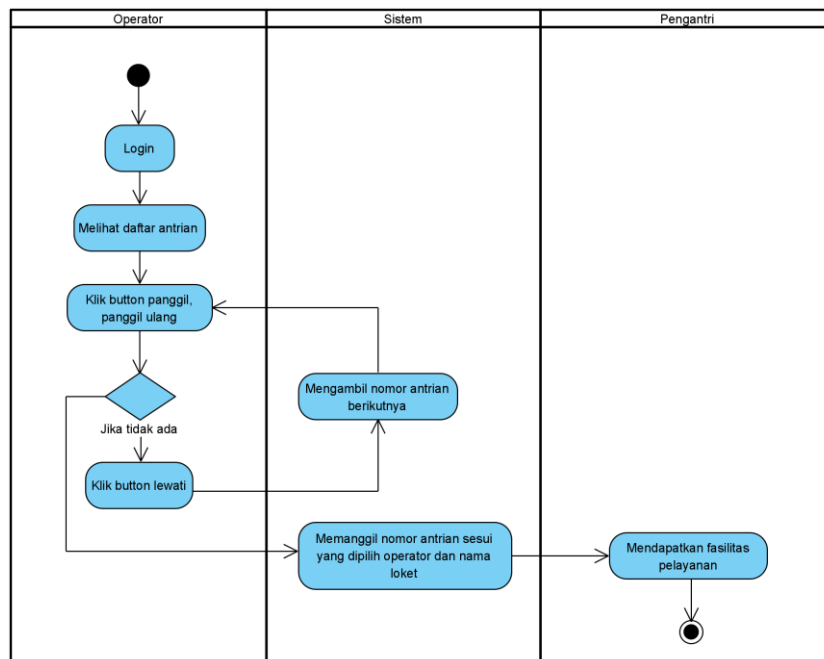 Operator
Sistem
Pengantri
Login
Melihat daftar antrian
Klik button panggil,
panggil ulang
Mengambil nomor antrian
berikutnya
Jika tidak ada
Klik button lewati
Memanggil nomor antrian sesui
yang dipilih operator dan nama
loket
Mendapatkan fasilitas
pelayanan